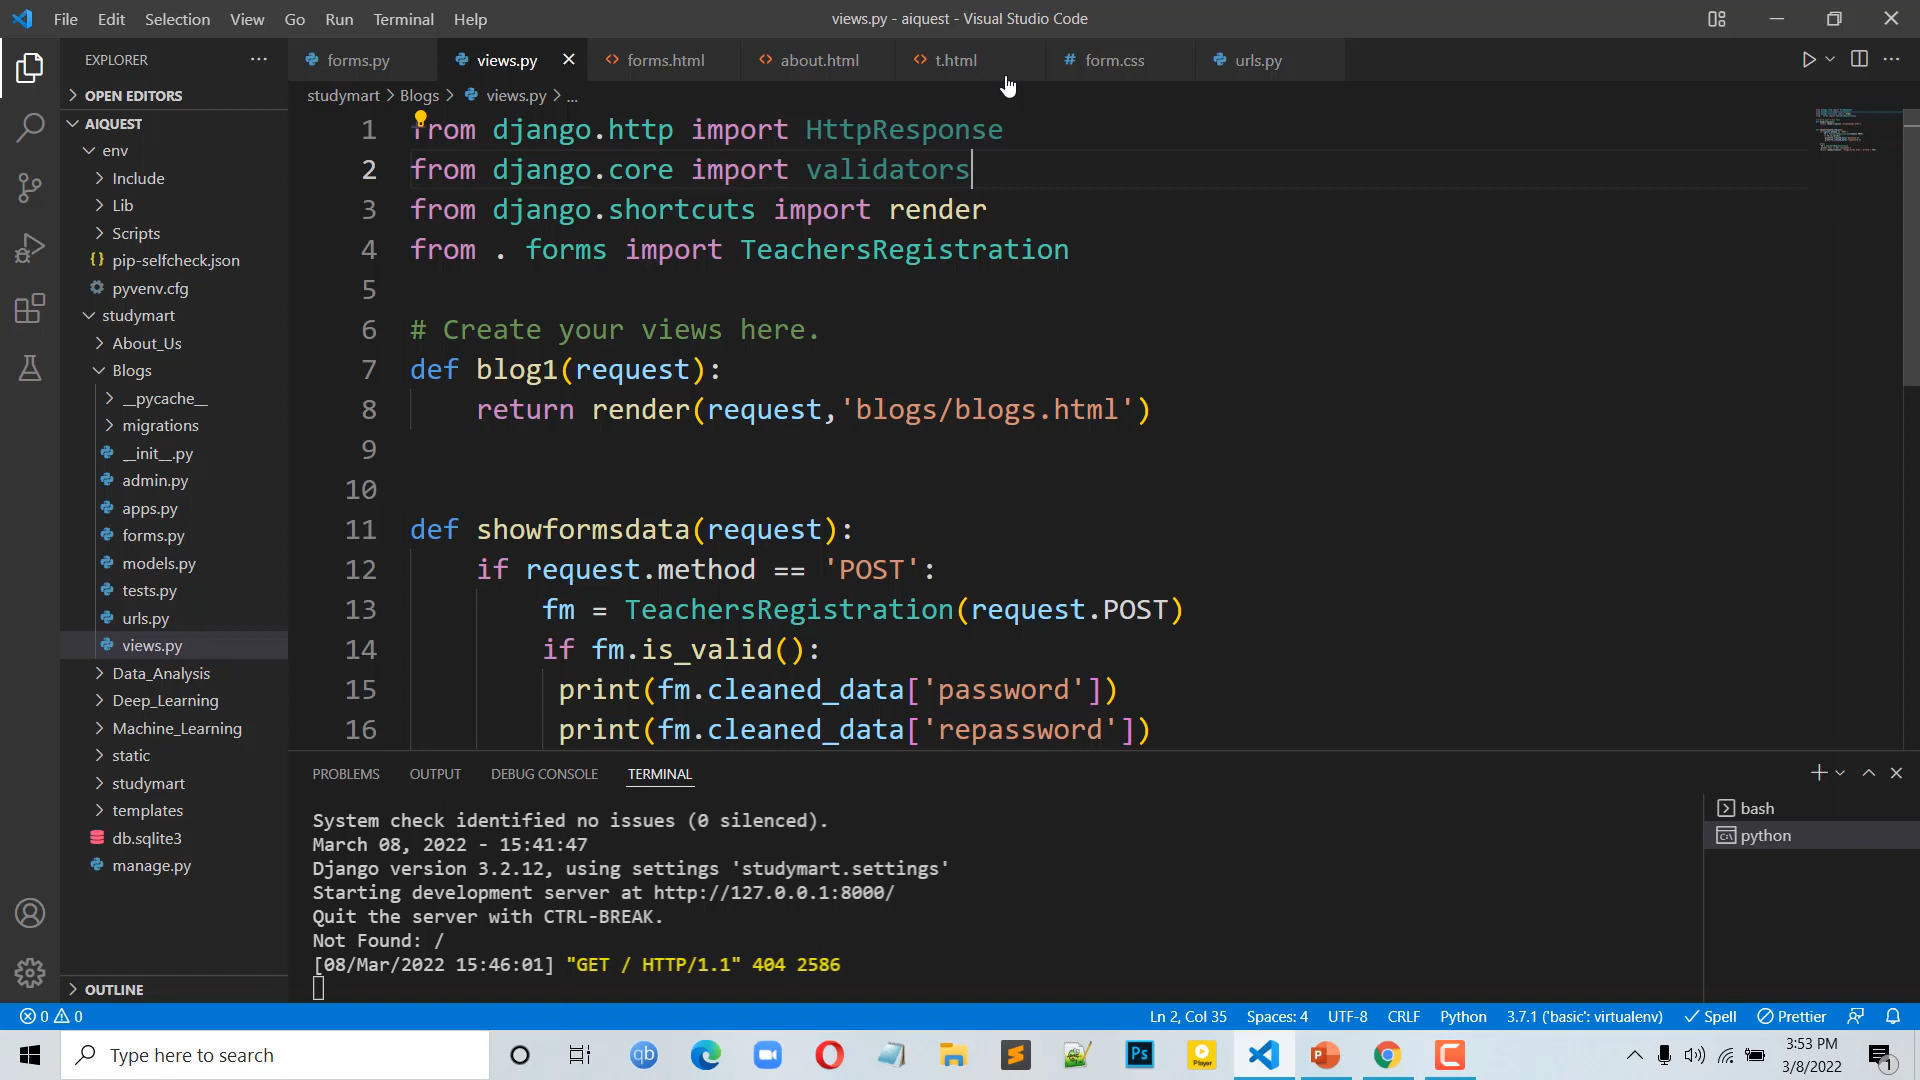 File Edit Selection View Go Run Terminal Help
views.py - aiquest - Visual Studio Code
EXPLORER
forms.py views.py forms.html about.html t.html form.css urls.py
OPEN EDITORS
studymart > Blogs > views.py > ...
AIQUEST
env
Include
Lib
Scripts
pip-selfcheck.json
pyvenv.cfg
studymart
About_Us
Blogs
__pycache__
migrations
__init__.py
admin.py
apps.py
forms.py
models.py
tests.py
urls.py
views.py
Data_Analysis
Deep_Learning
Machine_Learning
static
studymart
templates
db.sqlite3
manage.py
OUTLINE
1 from django.http import HttpResponse
2 from django.core import validators
3 from django.shortcuts import render
4 from . forms import TeachersRegistration
5
6 # Create your views here.
7 def blog1(request):
8 return render(request,'blogs/blogs.html')
9
10
11 def showformsdata(request):
12 if request.method == 'POST':
13 fm = TeachersRegistration(request.POST)
14 if fm.is_valid():
15 print(fm.cleaned_data['password'])
16 print(fm.cleaned_data['repassword'])
PROBLEMS OUTPUT DEBUG CONSOLE TERMINAL
System check identified no issues (0 silenced).
March 08, 2022 - 15:41:47
Django version 3.2.12, using settings 'studymart.settings'
Starting development server at http://127.0.0.1:8000/
Quit the server with CTRL-BREAK.
Not Found: /
[08/Mar/2022 15:46:01] "GET / HTTP/1.1" 404 2586
bash
python
0 0
Ln 2, Col 35 Spaces: 4 UTF-8 CRLF Python 3.7.1 ('basic': virtualenv) Spell Prettier
Type here to search
qb
Ps
Player
3:53 PM
3/8/2022
1